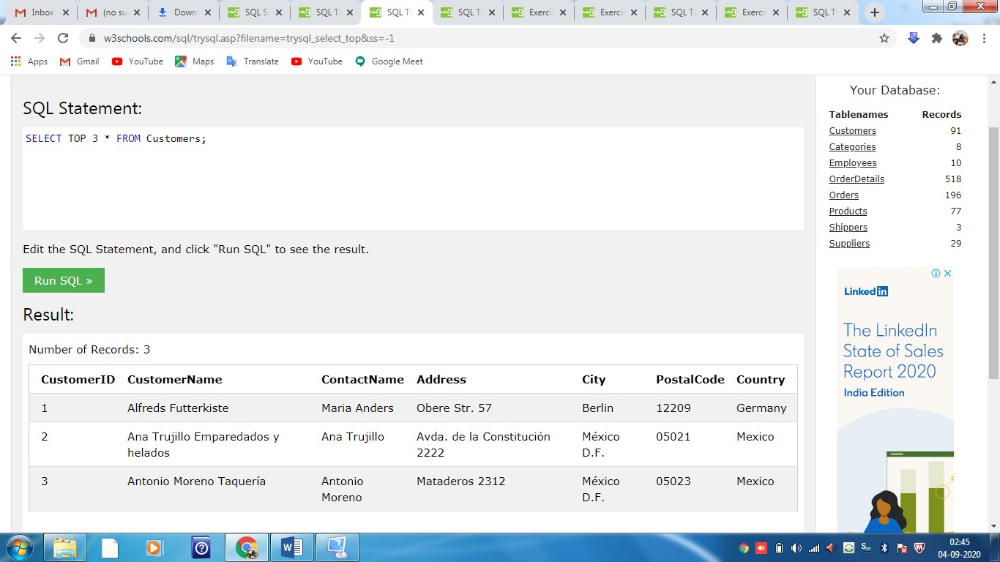 Inbox
(no su
Downl
SQL S
SQL T
SQL T
SQL T
Exerci
Exercis
SQL T
Exercis
SQL T
w3schools.com/sql/trysql.asp?filename=trysql_select_top&ss=-1
Apps Gmail YouTube Maps Translate YouTube Google Meet
SQL Statement:
SELECT TOP 3 * FROM Customers;
Edit the SQL Statement, and click "Run SQL" to see the result.
Run SQL »
Result:
Number of Records: 3
CustomerID CustomerName ContactName Address City PostalCode Country
1 Alfreds Futterkiste Maria Anders Obere Str. 57 Berlin 12209 Germany
2 Ana Trujillo Emparedados y Ana Trujillo Avda. de la Constitución México 05021 Mexico
helados 2222 D.F.
3 Antonio Moreno Taquería Antonio Mataderos 2312 México 05023 Mexico
Moreno D.F.
Your Database:
Tablenames Records
Customers 91
Categories 8
Employees 10
OrderDetails 518
Orders 196
Products 77
Shippers 3
Suppliers 29
Linked in
The LinkedIn
State of Sales
Report 2020
India Edition
02:45
04-09-2020